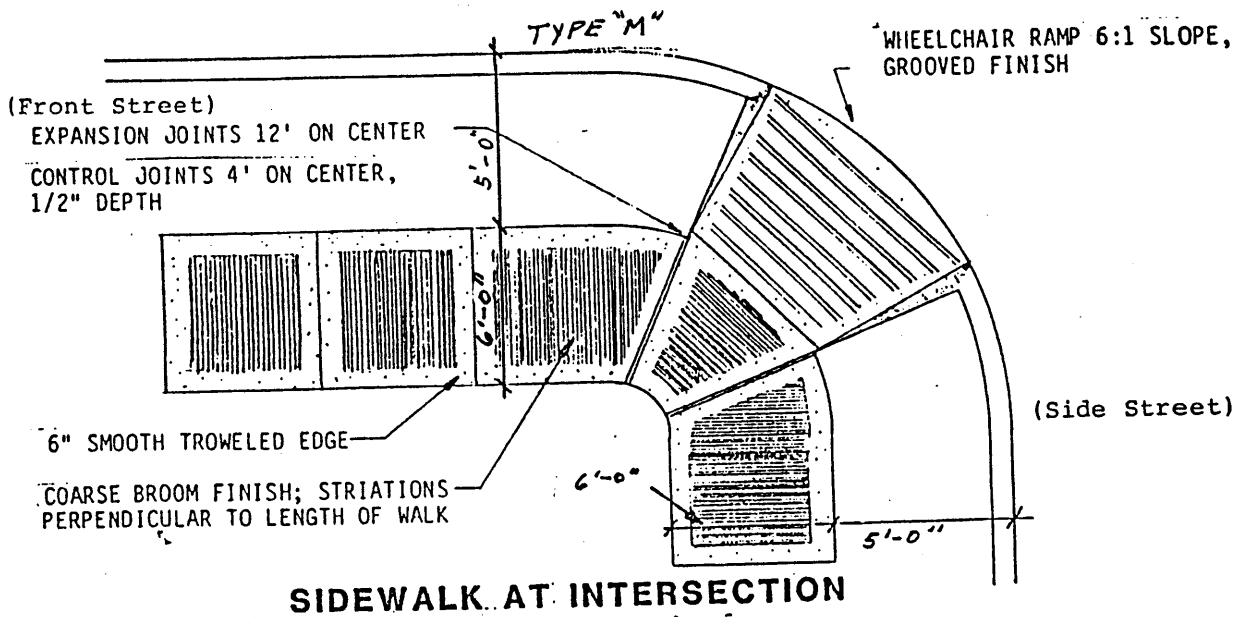 TYPE "M"
WHEELCHAIR RAMP 6:1 SLOPE,
GROOVED FINISH
(Front Street)
EXPANSION JOINTS 12' ON CENTER
CONTROL JOINTS 4' ON CENTER,
1/2" DEPTH
5'-0"
6'-0"
6" SMOOTH TROWELED EDGE
COARSE BROOM FINISH; STRIATIONS
PERPENDICULAR TO LENGTH OF WALK
6'-0"
(Side Street)
5'-0"
SIDEWALK AT INTERSECTION